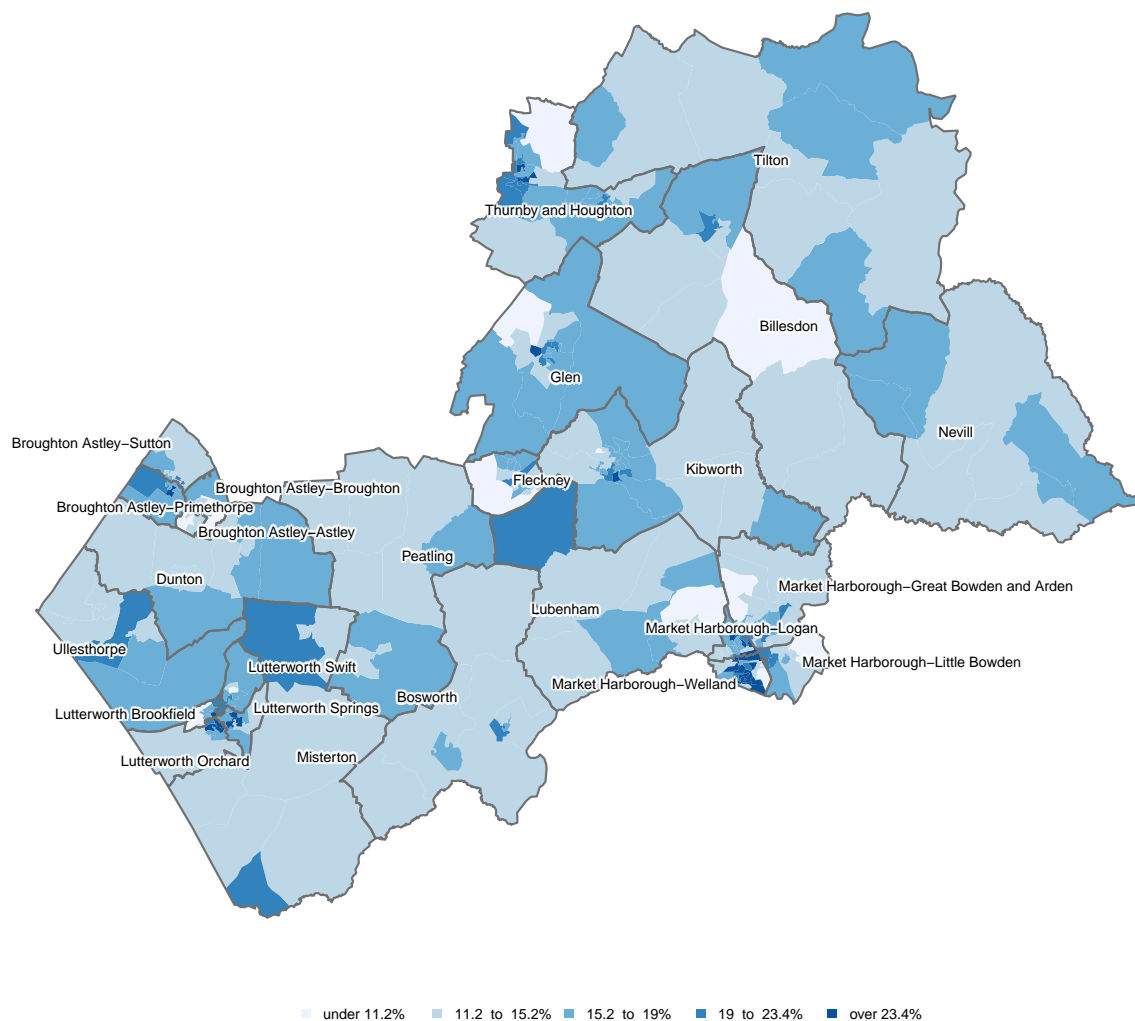 Tilton
Thurnby and Houghton
Billesdon
Glen
Nevill
Broughton Astley−Sutton
Kibworth
Fleckney
Broughton Astley−Broughton
Broughton Astley−Primethorpe
Broughton Astley−Astley
Peatling
Dunton
Market Harborough−Great Bowden and Arden
Lubenham
Market Harborough−Logan
Ullesthorpe
Market Harborough−Little Bowden
Lutterworth Swift
Market Harborough−Welland
Bosworth
Lutterworth Springs
Lutterworth Brookfield
Misterton
Lutterworth Orchard
under 11.2% 11.2 to 15.2% 15.2 to 19% 19 to 23.4% over 23.4%